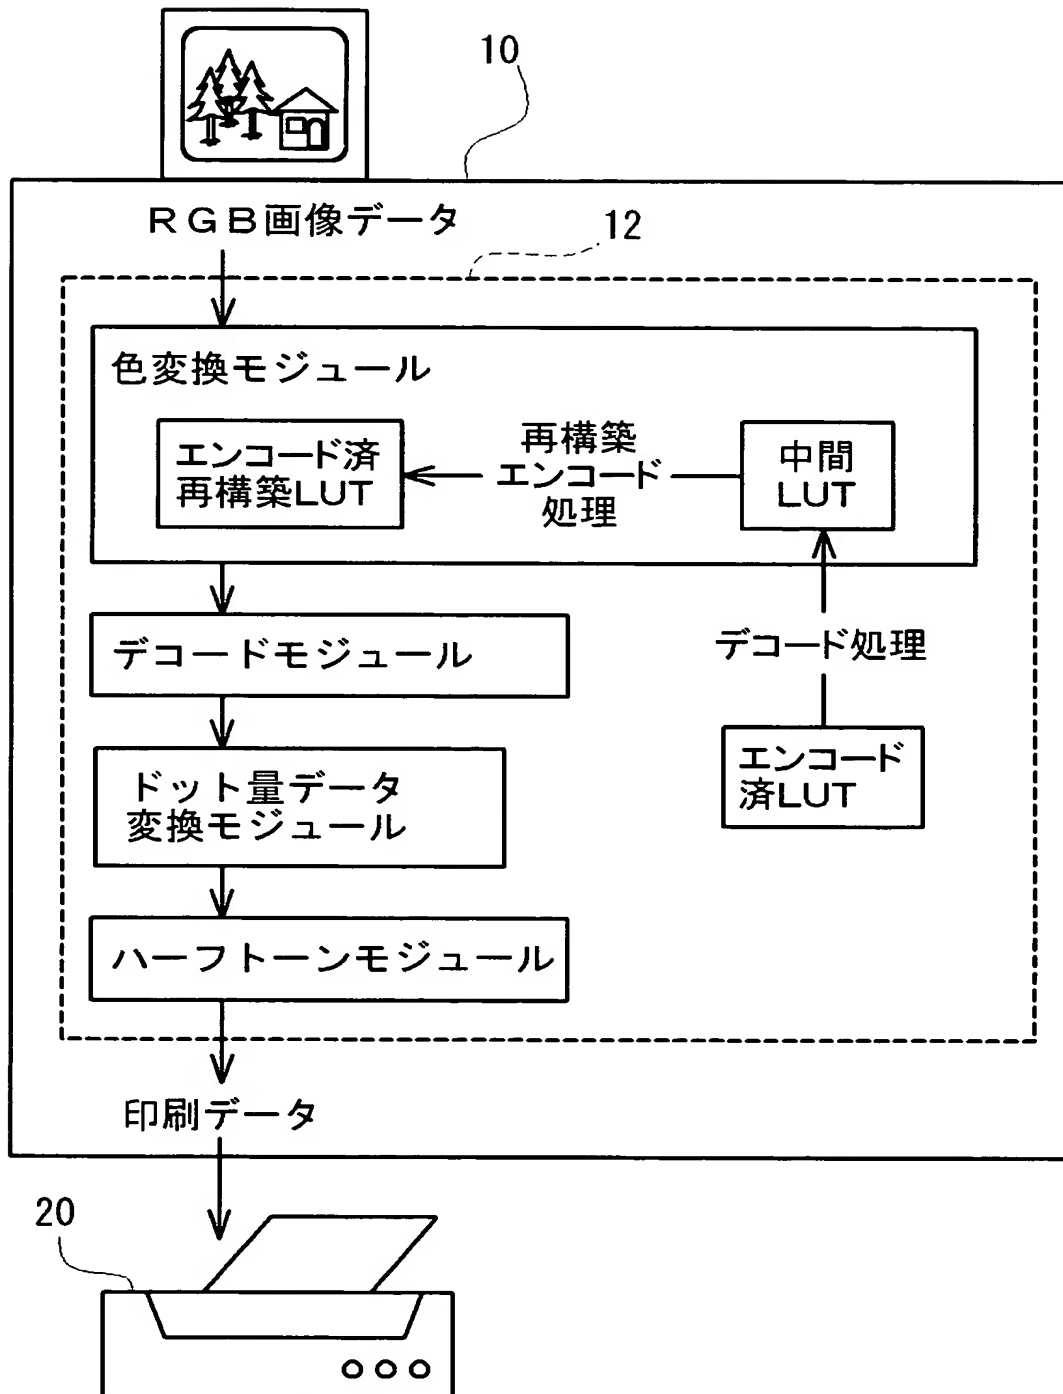 10
ＲＧＢ画像データ
12
色変換モジュール
エンコード済
再構築LUT
再構築
エンコード
処理
中間
LUT
デコードモジュール
デコード処理
ドット量データ
変換モジュール
エンコード
済LUT
ハーフトーンモジュール
印刷データ
20